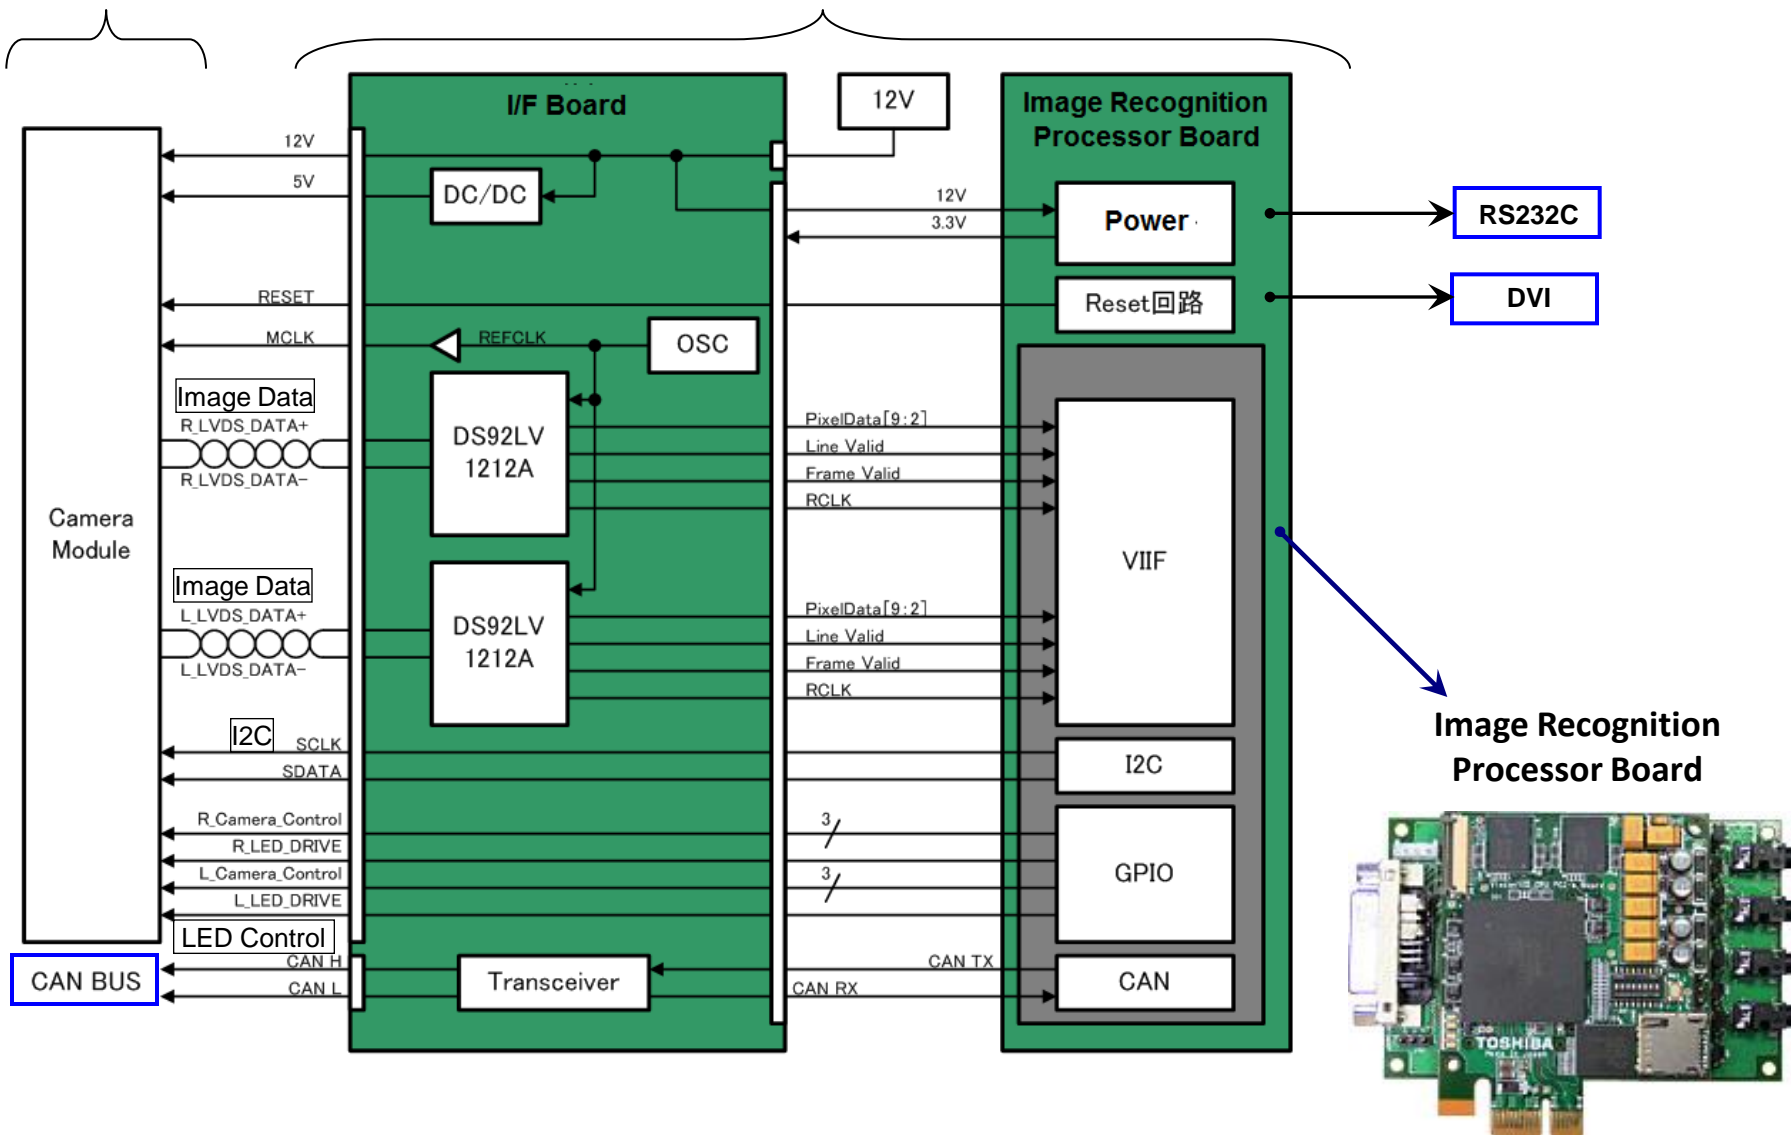 I/F Board
12V
Image Recognition
Processor Board
12V
5V
DC/DC
12V
3.3V
Power
RS232C
RESET
Reset回路
DVI
MCLK
REFCLK
OSC
Image Data
R_LVDS_DATA+
R_LVDS_DATA-
DS92LV
1212A
PixelData[9:2]
Line Valid
Frame Valid
RCLK
Camera
Module
VIIF
Image Data
L_LVDS_DATA+
L_LVDS_DATA-
DS92LV
1212A
PixelData[9:2]
Line Valid
Frame Valid
RCLK
Image Recognition
Processor Board
I2C
SCLK
SDATA
I2C
R_Camera_Control
3
R_LED_DRIVE
L_Camera_Control
3
L_LED_DRIVE
GPIO
LED Control
CAN BUS
CAN H
CAN L
Transceiver
CAN TX
CAN RX
CAN
TOSHIBA